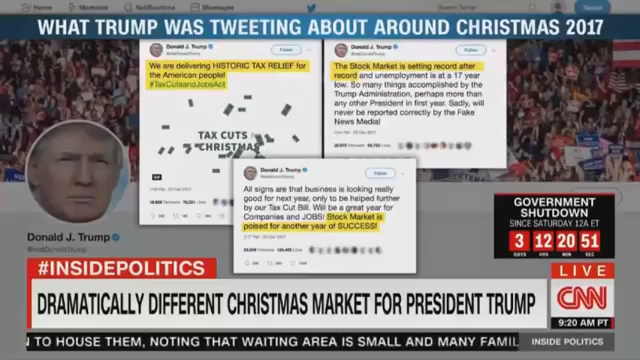 WHAT TRUMP WAS TWEETING ABOUT AROUND CHRISTMAS 2017
Donald J. Trump
Follow
We are delivering HISTORIC TAX RELIEF for
the American people!
#TaxCutsandJobsAct
TAX CUTS
CHRISTMAS
GIF
Donald J. Trump
Follow
The Stock Market is setting record after
record and unemployment is at a 17 year
low. So many things accomplished by the
Trump Administration, perhaps more than
any other President in first year. Sadly, will
never be reported correctly by the Fake
News Media!
Donald J. Trump
Follow
All signs are that business is looking really
good for next year, only to be helped further
by our Tax Cut Bill. Will be a great year for
Companies and JOBS! Stock Market is
poised for another year of SUCCESS!
Donald J. Trump
@realDonaldTrump
GOVERNMENT
SHUTDOWN
SINCE SATURDAY 12A ET
3 12 20 51
DAYS HRS MIN SEC
#INSIDEPOLITICS
LIVE
DRAMATICALLY DIFFERENT CHRISTMAS MARKET FOR PRESIDENT TRUMP
CNN
9:20 AM PT
N TO HOUSE THEM, NOTING THAT WAITING AREA IS SMALL AND MANY FAMIL
INSIDE POLITICS